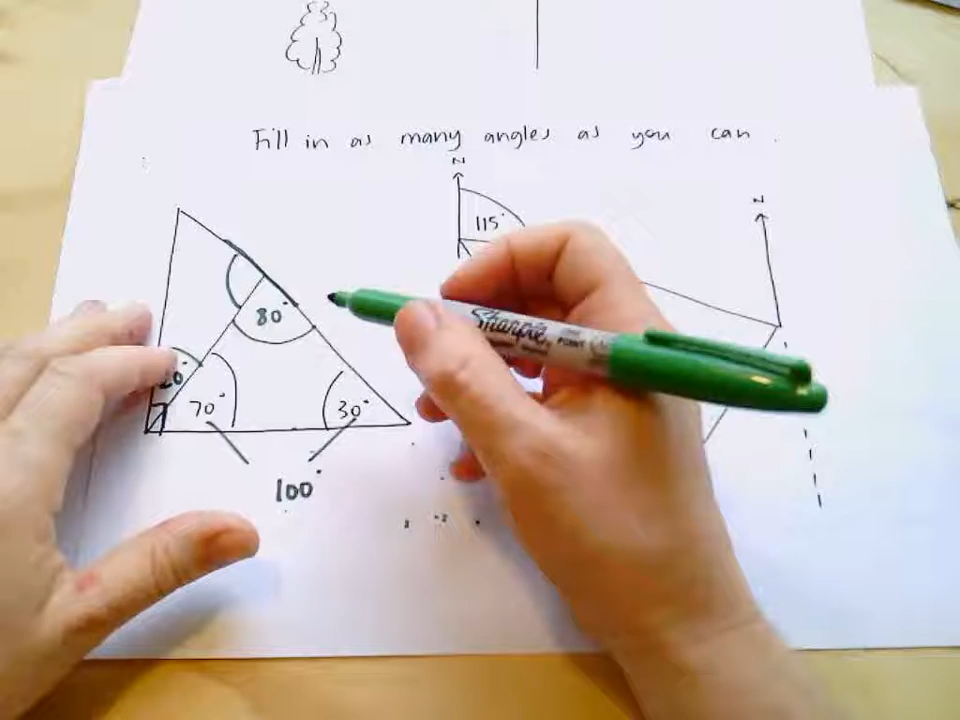 Fill in as many angles as you can.
N
N
115°
80°
20°
70°
30°
100°
Sharpie